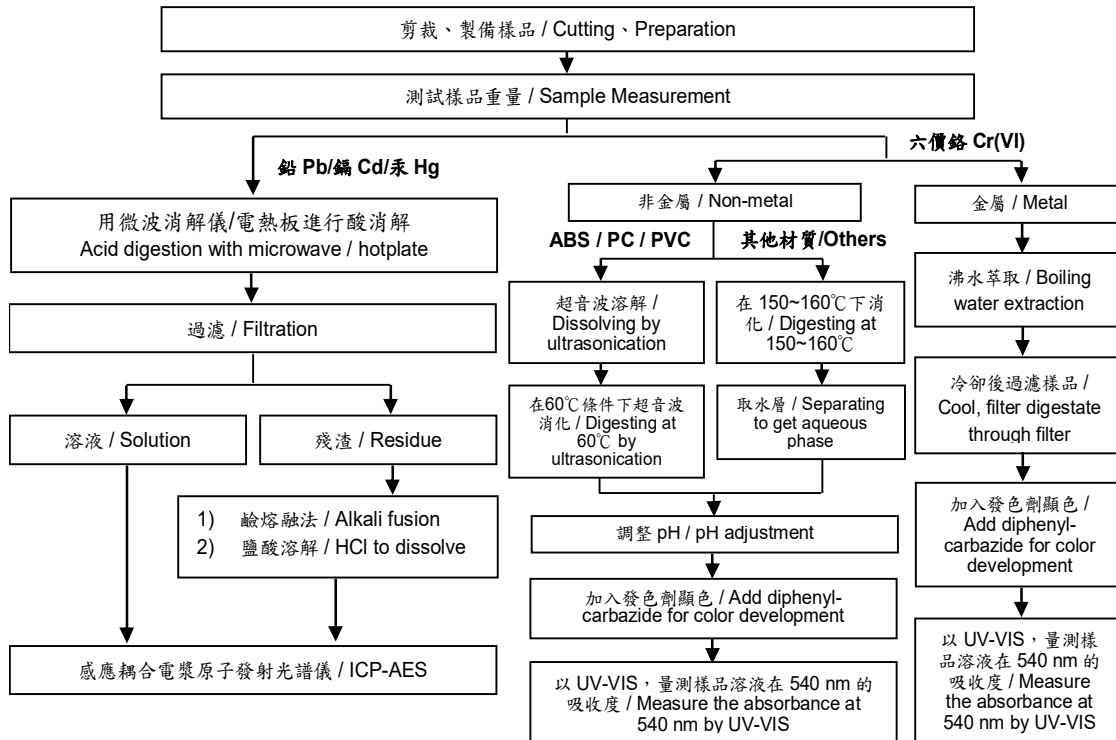 剪裁、製備樣品 / Cutting、Preparation
測試樣品重量 / Sample Measurement
鉛 Pb/鎘 Cd/汞 Hg
用微波消解儀/電熱板進行酸消解
Acid digestion with microwave / hotplate
過濾 / Filtration
溶液 / Solution
殘渣 / Residue
1) 鹼熔融法 / Alkali fusion
2) 鹽酸溶解 / HCl to dissolve
感應耦合電漿原子發射光譜儀 / ICP-AES
六價鉻 Cr(VI)
非金屬 / Non-metal
ABS / PC / PVC
超音波溶解 /
Dissolving by
ultrasonication
在60℃條件下超音波
消化 / Digesting at
60℃ by
ultrasonication
其他材質/Others
在 150~160℃下消
化 / Digesting at
150~160℃
取水層 / Separating
to get aqueous
phase
調整 pH / pH adjustment
加入發色劑顯色 / Add diphenyl-
carbazide for color development
以 UV-VIS，量測樣品溶液在 540 nm 的
吸收度 / Measure the absorbance at
540 nm by UV-VIS
金屬 / Metal
沸水萃取 / Boiling
water extraction
冷卻後過濾樣品 /
Cool, filter digestate
through filter
加入發色劑顯色 /
Add diphenyl-
carbazide for color
development
以 UV-VIS，量測樣
品溶液在 540 nm 的
吸收度 / Measure
the absorbance at
540 nm by UV-VIS